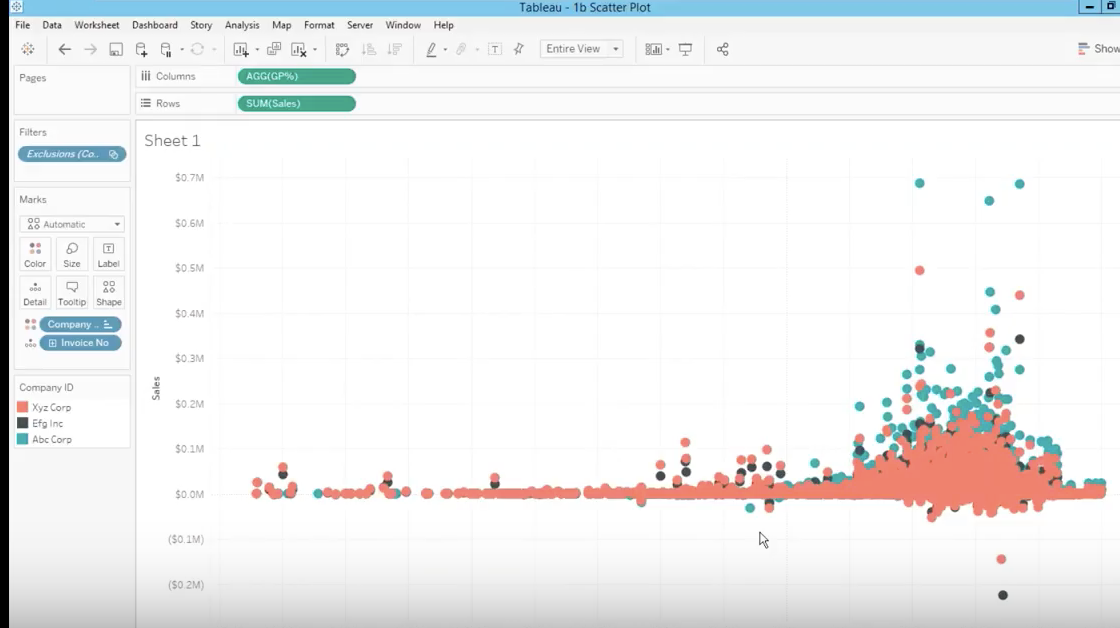 Tableau - 1b Scatter Plot
File Data Worksheet Dashboard Story Analysis Map Format Server Window Help
Entire View
Show
Pages
Columns AGG(GP%)
Rows SUM(Sales)
Filters
Exclusions (Co..
Sheet 1
Marks
Automatic
Color Size Label
Detail Tooltip Shape
Company ..
Invoice No
Company ID
Xyz Corp
Efg Inc
Abc Corp
Sales
$0.7M
$0.6M
$0.5M
$0.4M
$0.3M
$0.2M
$0.1M
$0.0M
($0.1M)
($0.2M)